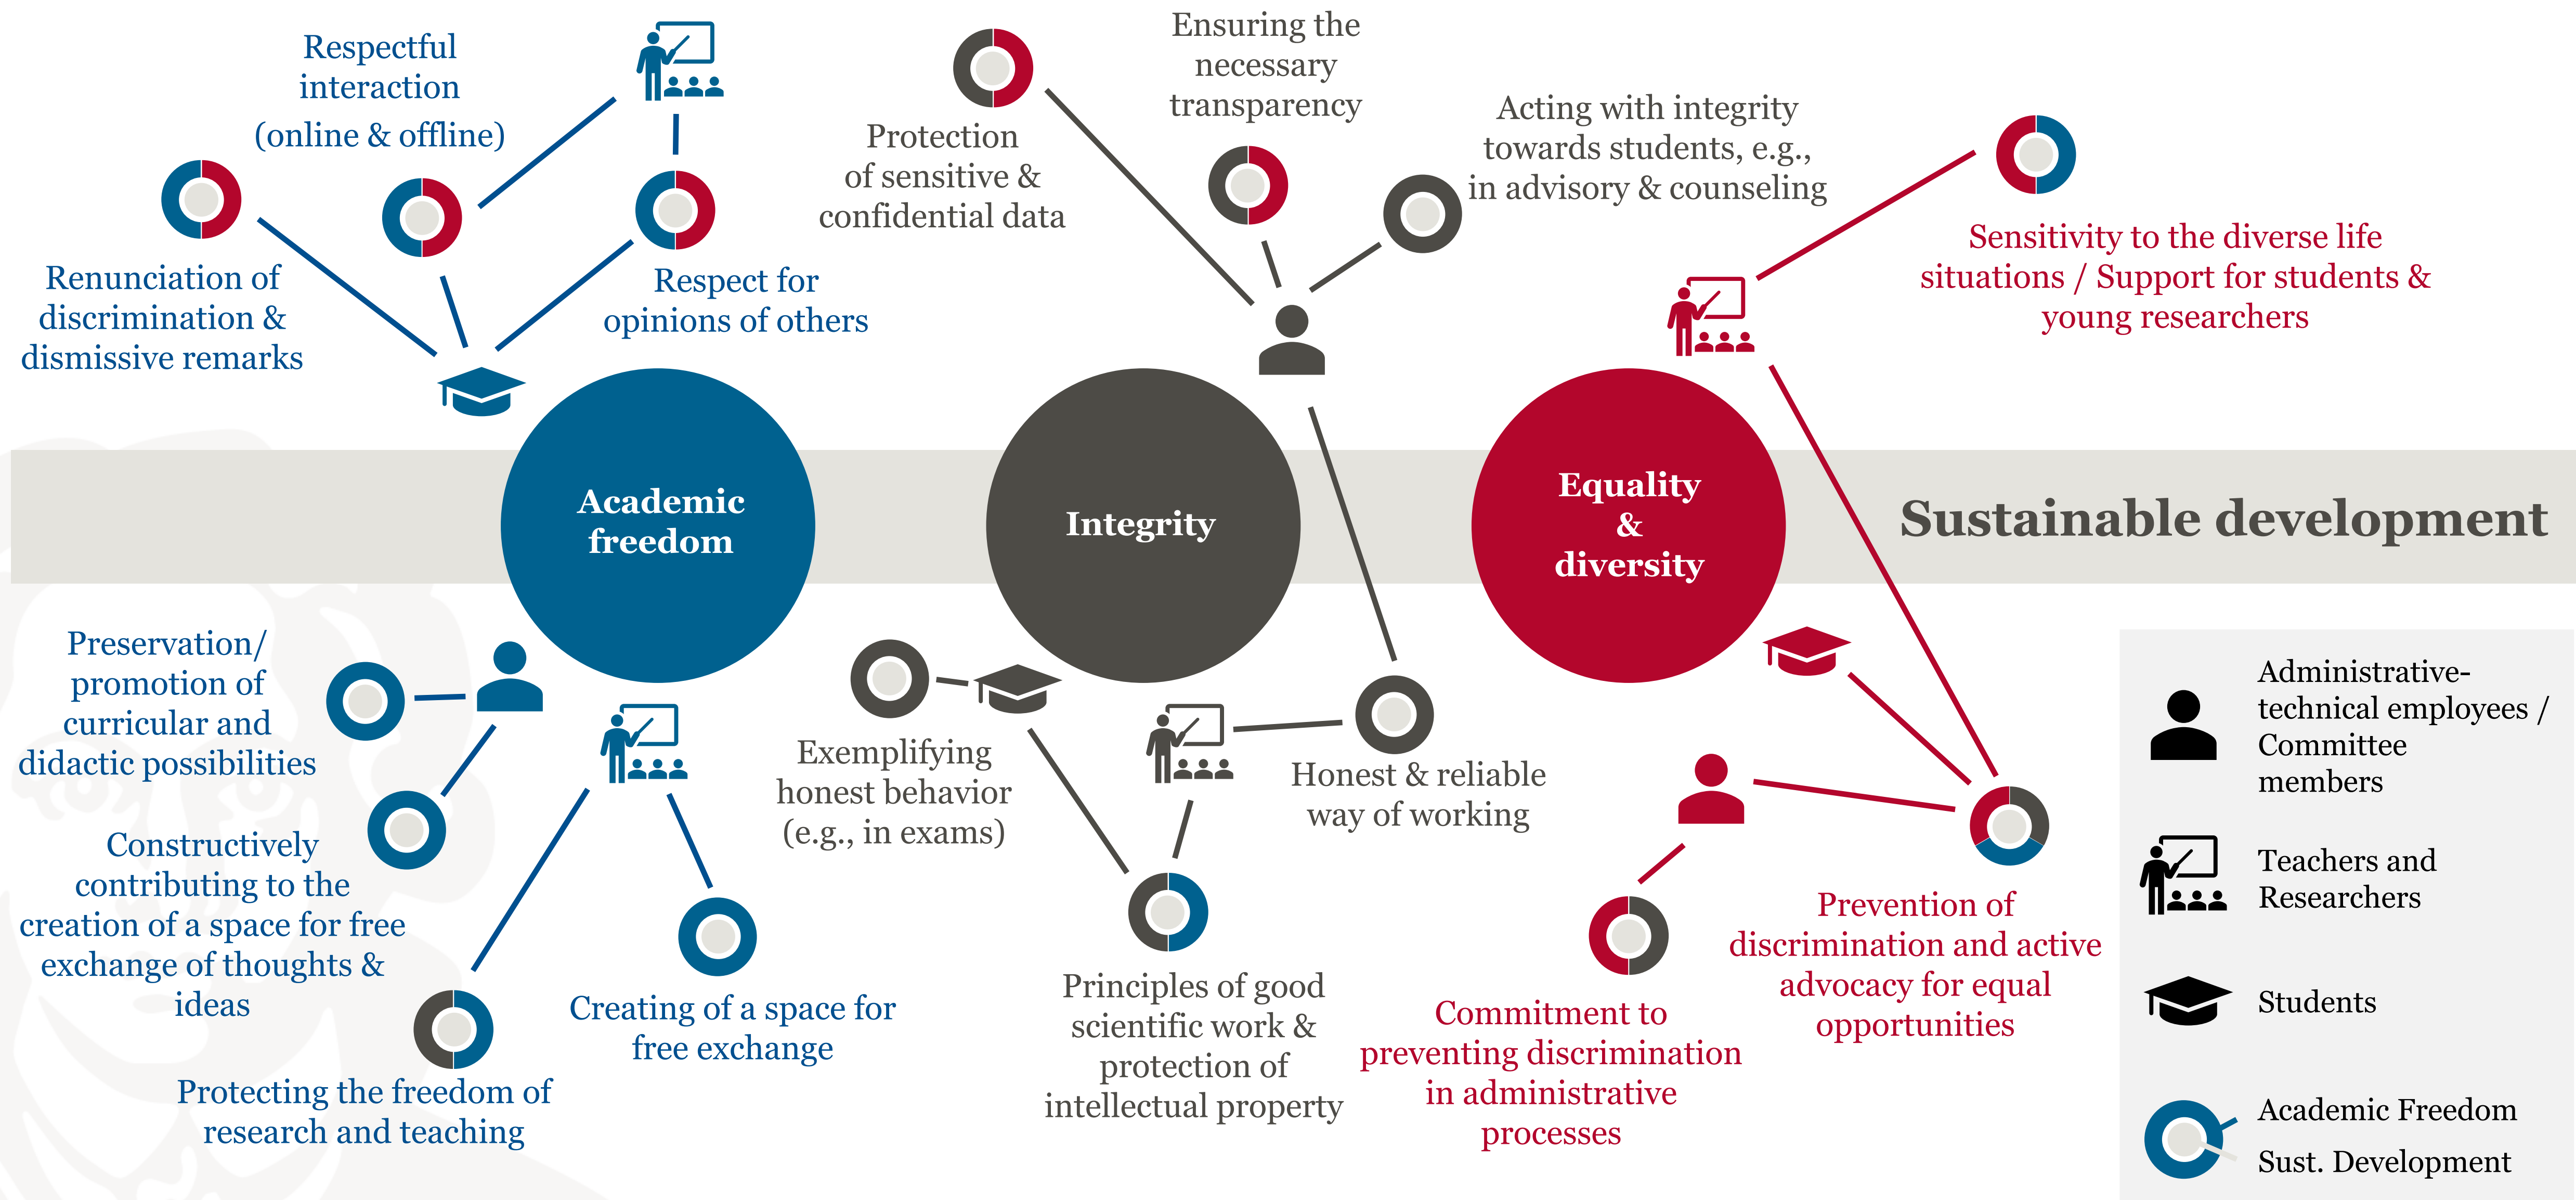 Respectful
interaction
(online & offline)
Renunciation of
discrimination &
dismissive remarks
Respect for
opinions of others
Protection
of sensitive &
confidential data
Ensuring the
necessary
transparency
Acting with integrity
towards students, e.g.,
in advisory & counseling
Sensitivity to the diverse life
situations / Support for students &
young researchers
Academic
freedom
Integrity
Equality
&
diversity
Sustainable development
Preservation/
promotion of
curricular and
didactic possibilities
Constructively
contributing to the
creation of a space for free
exchange of thoughts &
ideas
Protecting the freedom of
research and teaching
Creating of a space for
free exchange
Exemplifying
honest behavior
(e.g., in exams)
Honest & reliable
way of working
Principles of good
scientific work &
protection of
intellectual property
Commitment to
preventing discrimination
in administrative
processes
Prevention of
discrimination and active
advocacy for equal
opportunities
Administrative-
technical employees /
Committee
members
Teachers and
Researchers
Students
Academic Freedom
Sust. Development